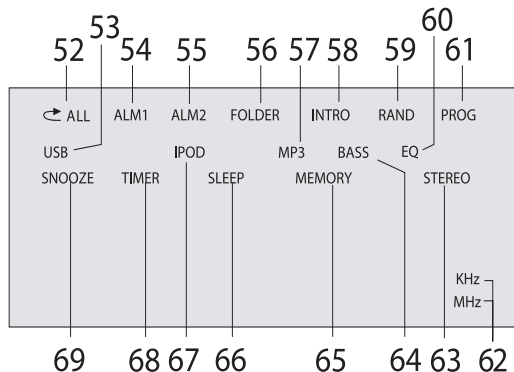 53 60
52 54 55 56 57 58 59 61
ALL ALM1 ALM2 FOLDER INTRO RAND PROG
USB IPOD MP3 BASS EQ
SNOOZE TIMER SLEEP MEMORY STEREO
KHz
MHz
69 68 67 66 65 64 63 62